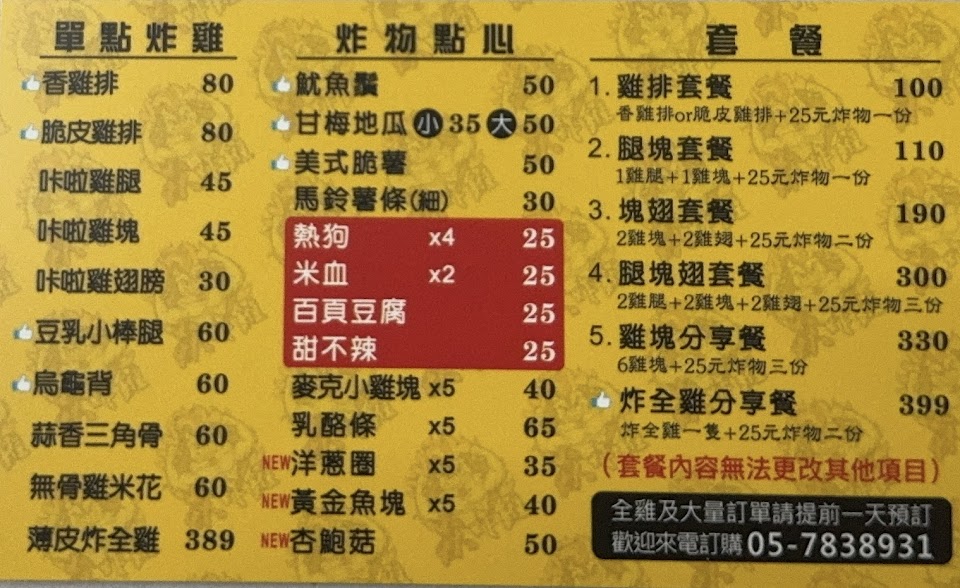 單點炸雞
香雞排 80
脆皮雞排 80
咔啦雞腿 45
咔啦雞塊 45
咔啦雞翅膀 30
豆乳小棒腿 60
烏龜背 60
蒜香三角骨 60
無骨雞米花 60
薄皮炸全雞 389
炸物點心
魷魚鬚 50
甘梅地瓜 小 35 大 50
美式脆薯 50
馬鈴薯條(細) 30
熱狗 x4 25
米血 x2 25
百頁豆腐 25
甜不辣 25
麥克小雞塊 x5 40
乳酪條 x5 65
NEW洋蔥圈 x5 35
NEW黃金魚塊 x5 40
NEW杏鮑菇 50
套餐
1. 雞排套餐 100
香雞排or脆皮雞排+25元炸物一份
2. 腿塊套餐 110
1雞腿+1雞塊+25元炸物一份
3. 塊翅套餐 190
2雞塊+2雞翅+25元炸物二份
4. 腿塊翅套餐 300
2雞腿+2雞塊+2雞翅+25元炸物三份
5. 雞塊分享餐 330
6雞塊+25元炸物三份
炸全雞分享餐 399
炸全雞一隻+25元炸物二份
(套餐內容無法更改其他項目)
全雞及大量訂單請提前一天預訂
歡迎來電訂購 05-7838931